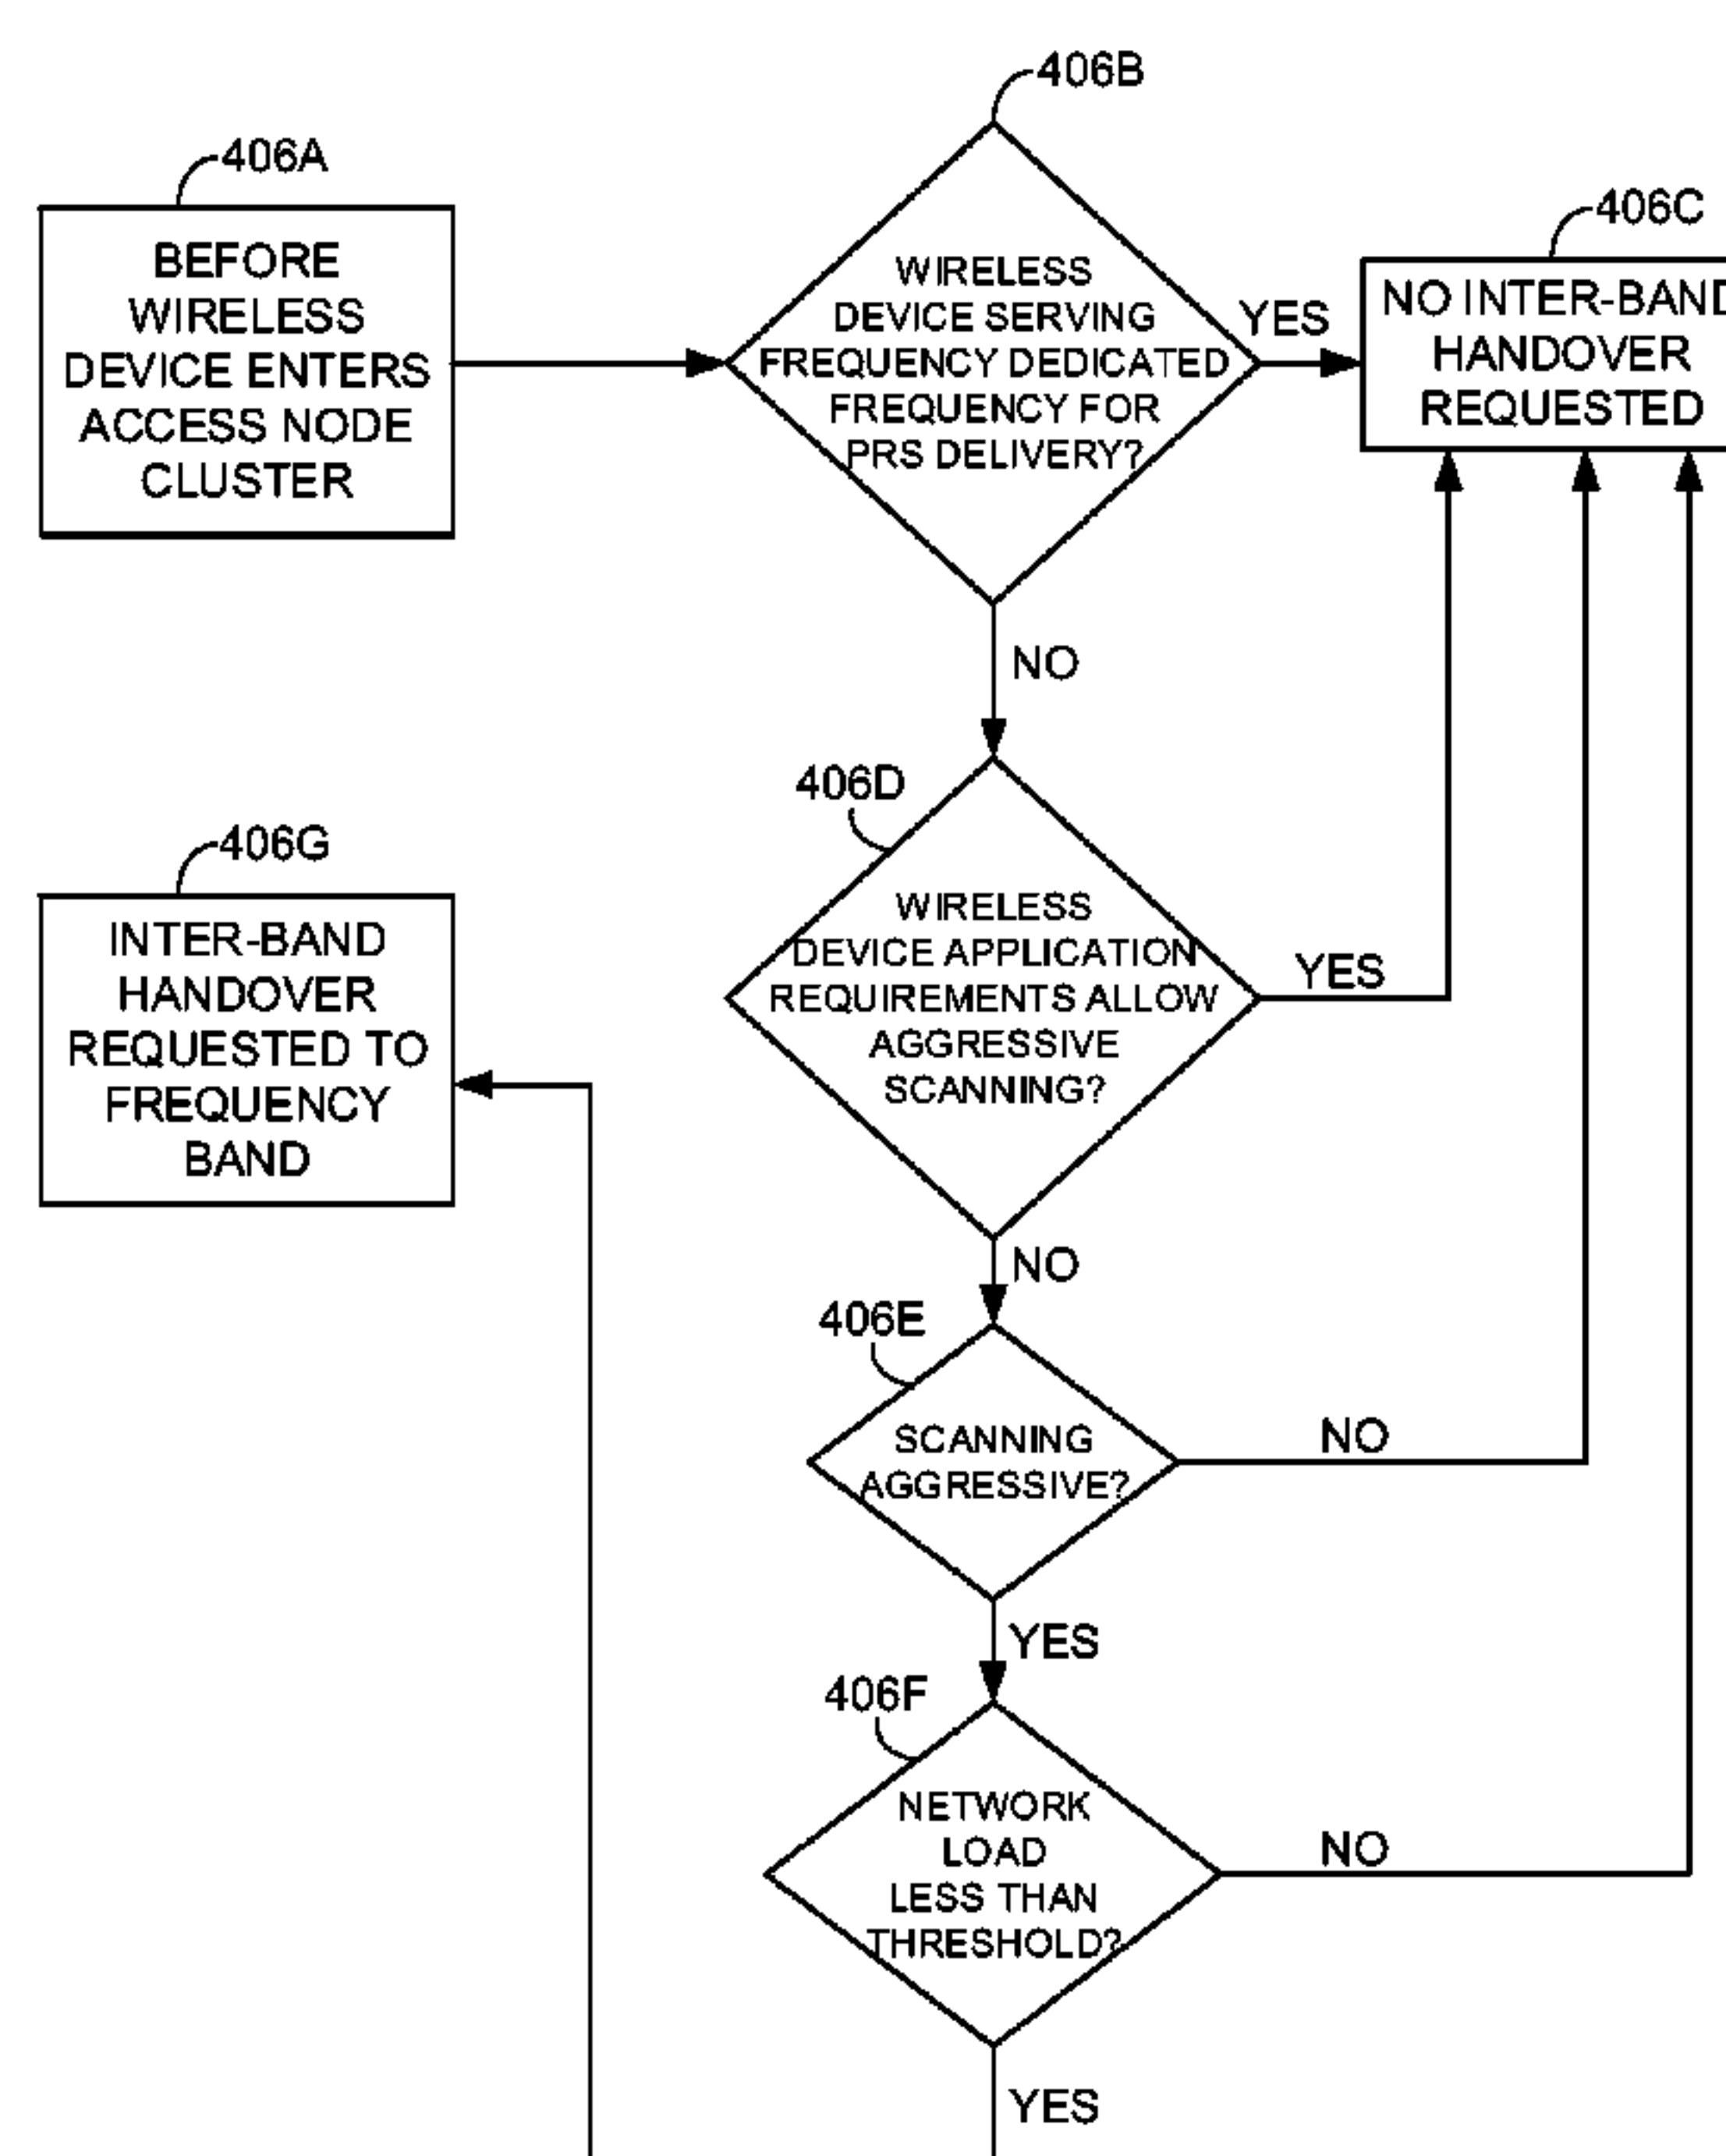 406B
406A
406C
BEFORE
WIRELESS
DEVICE ENTERS
ACCESS NODE
CLUSTER
WIRELESS
DEVICE SERVING
FREQUENCY DEDICATED
FREQUENCY FOR
PRS DELIVERY?
YES
NO INTER-BAND
HANDOVER
REQUESTED
NO
406D
406G
INTER-BAND
HANDOVER
REQUESTED TO
FREQUENCY
BAND
WIRELESS
DEVICE APPLICATION
REQUIREMENTS ALLOW
AGGRESSIVE
SCANNING?
YES
NO
406E
SCANNING
AGGRESSIVE?
NO
YES
406F
NETWORK
LOAD
LESS THAN
THRESHOLD?
NO
YES